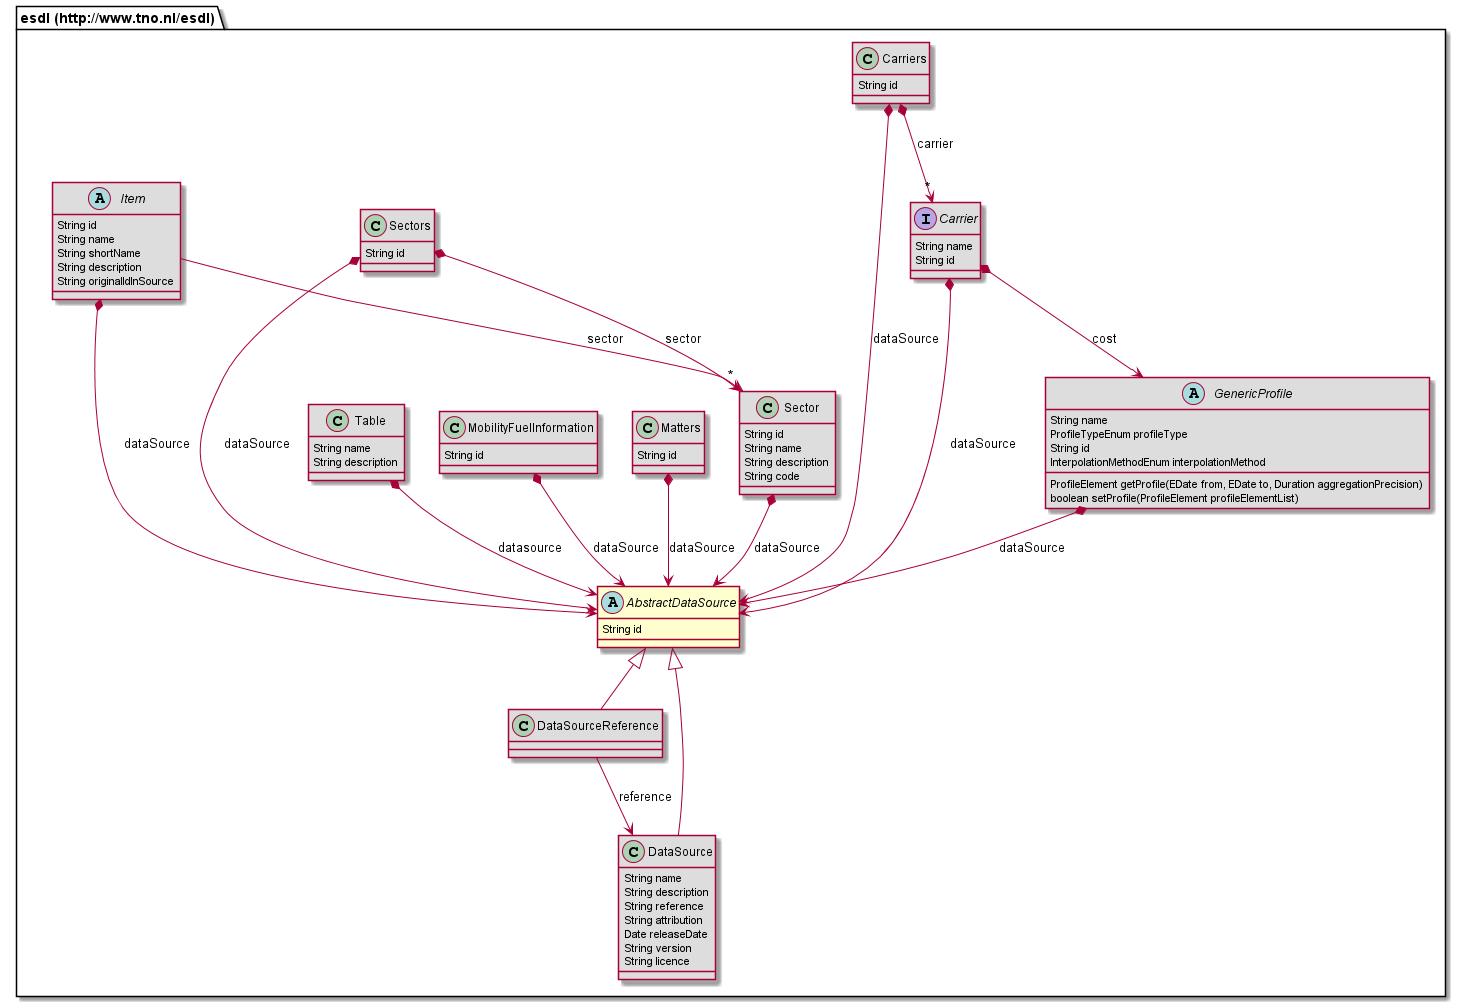 esdl (http://www.tno.nl/esdl)
C Carriers
String id
carrier
*
A Item
String id
String name
String shortName
String description
String originalIdInSource
C Sectors
String id
I Carrier
String name
String id
sector
sector
dataSource
cost
*
C Sector
String id
String name
String description
String code
A GenericProfile
String name
ProfileTypeEnum profileType
String id
InterpolationMethodEnum interpolationMethod
ProfileElement getProfile(EDate from, EDate to, Duration aggregationPrecision)
boolean setProfile(ProfileElement profileElementList)
C Table
String name
String description
C MobilityFuelInformation
String id
C Matters
String id
dataSource
dataSource
dataSource
datasource
dataSource
dataSource
dataSource
dataSource
A AbstractDataSource
String id
C DataSourceReference
reference
C DataSource
String name
String description
String reference
String attribution
Date releaseDate
String version
String licence